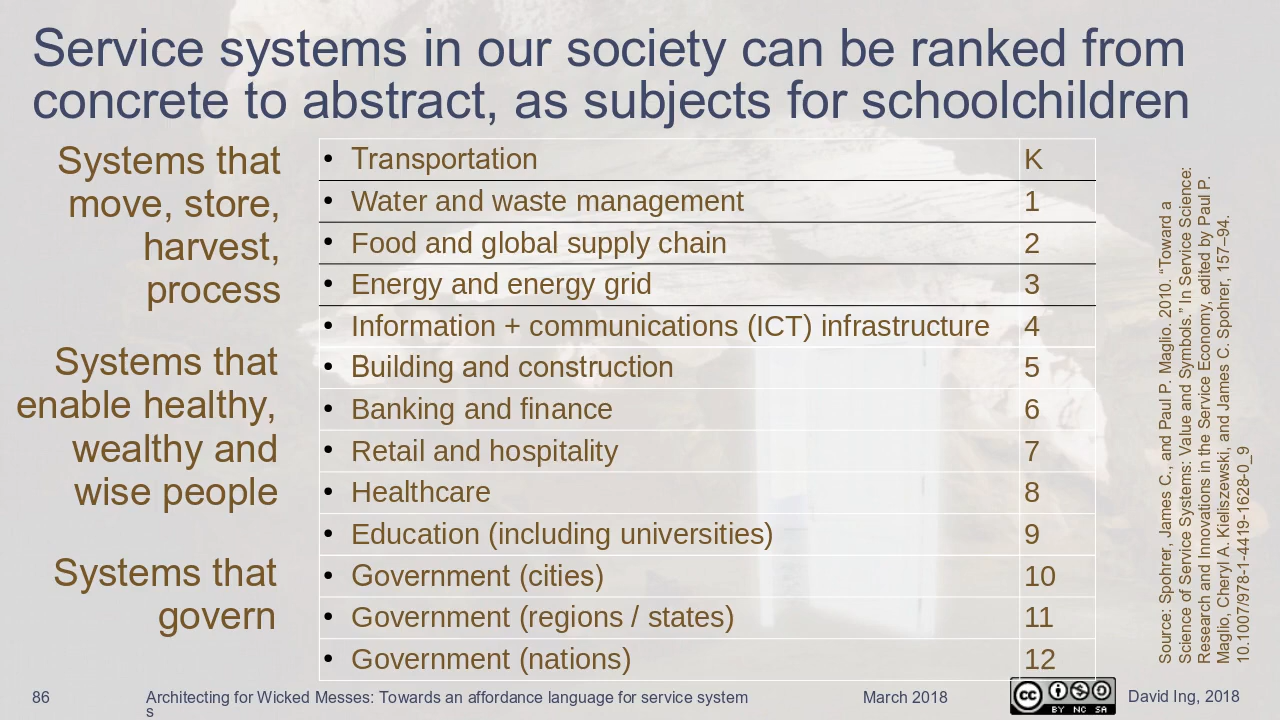 Service systems in our society can be ranked from
concrete to abstract, as subjects for schoolchildren
Systems that
move, store,
harvest,
process
Systems that
enable healthy,
wealthy and
wise people
Systems that
govern
• Transportation K
• Water and waste management 1
• Food and global supply chain 2
• Energy and energy grid 3
• Information + communications (ICT) infrastructure 4
• Building and construction 5
• Banking and finance 6
• Retail and hospitality 7
• Healthcare 8
• Education (including universities) 9
• Government (cities) 10
• Government (regions / states) 11
• Government (nations) 12
Source: Spohrer, James C., and Paul P. Maglio. 2010. “Toward a
Science of Service Systems: Value and Symbols.” In Service Science:
Research and Innovations in the Service Economy, edited by Paul P.
Maglio, Cheryl A. Kieliszewski, and James C. Spohrer, 157–94.
10.1007/978-1-4419-1628-0_9
86
Architecting for Wicked Messes: Towards an affordance language for service system
s
March 2018
cc BY NC SA
David Ing, 2018